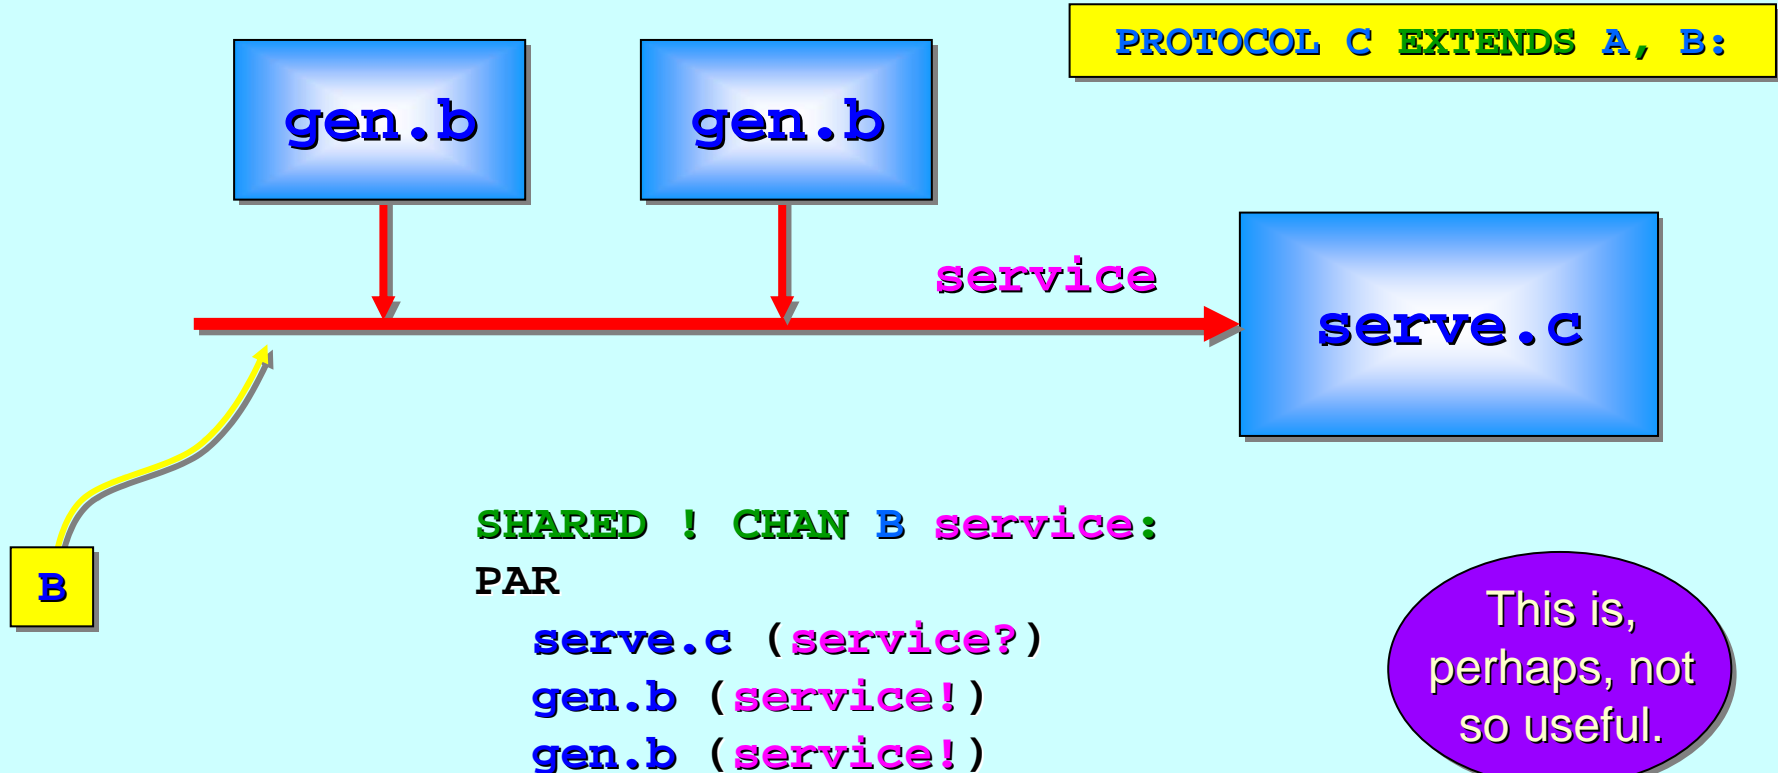 PROTOCOL C EXTENDS A, B:
gen.b
gen.b
service
serve.c
B
SHARED ! CHAN B service:
PAR
serve.c (service?)
gen.b (service!)
gen.b (service!)
This is,
perhaps, not
so useful.